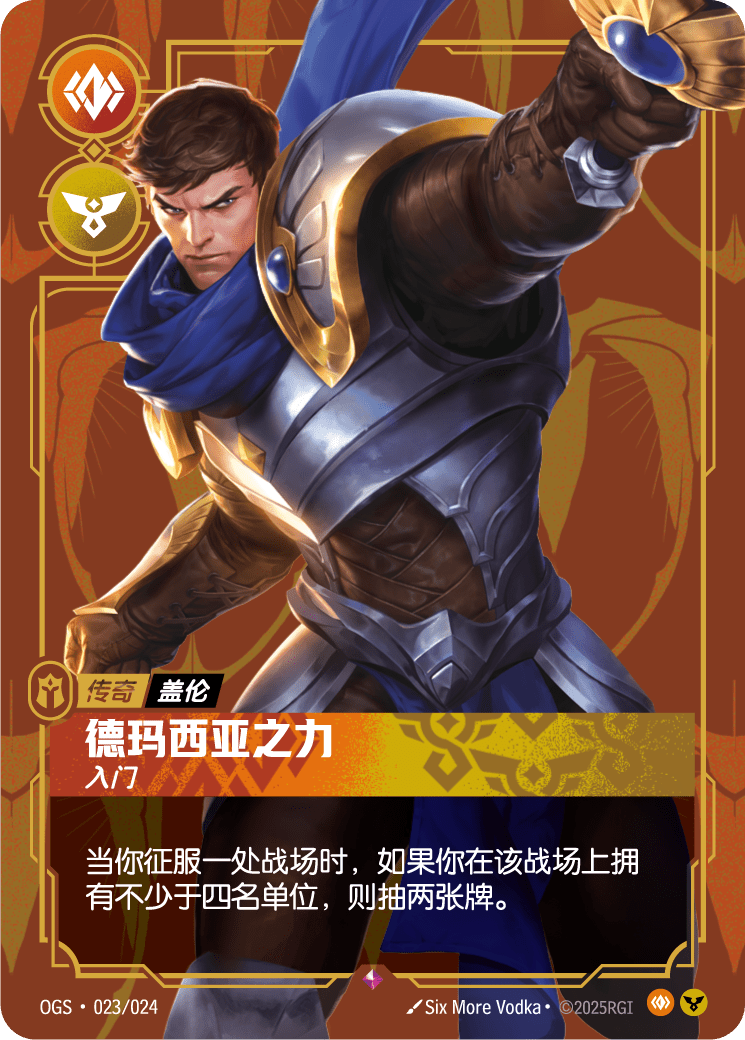 传奇 盖伦
德玛西亚之力
入门
当你征服一处战场时，如果你在该战场上拥
有不少于四名单位，则抽两张牌。
OGS • 023/024 Six More Vodka • ©2025RGI